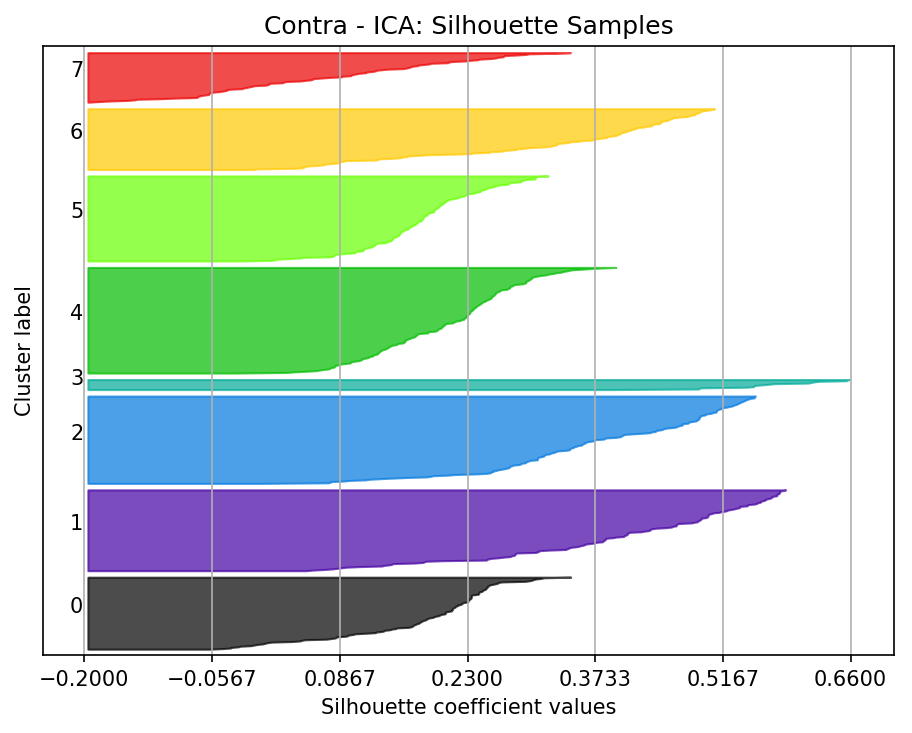 Contra - ICA: Silhouette Samples
Cluster label
7
6
5
4
3
2
1
0
−0.2000 −0.0567 0.0867 0.2300 0.3733 0.5167 0.6600
Silhouette coefficient values